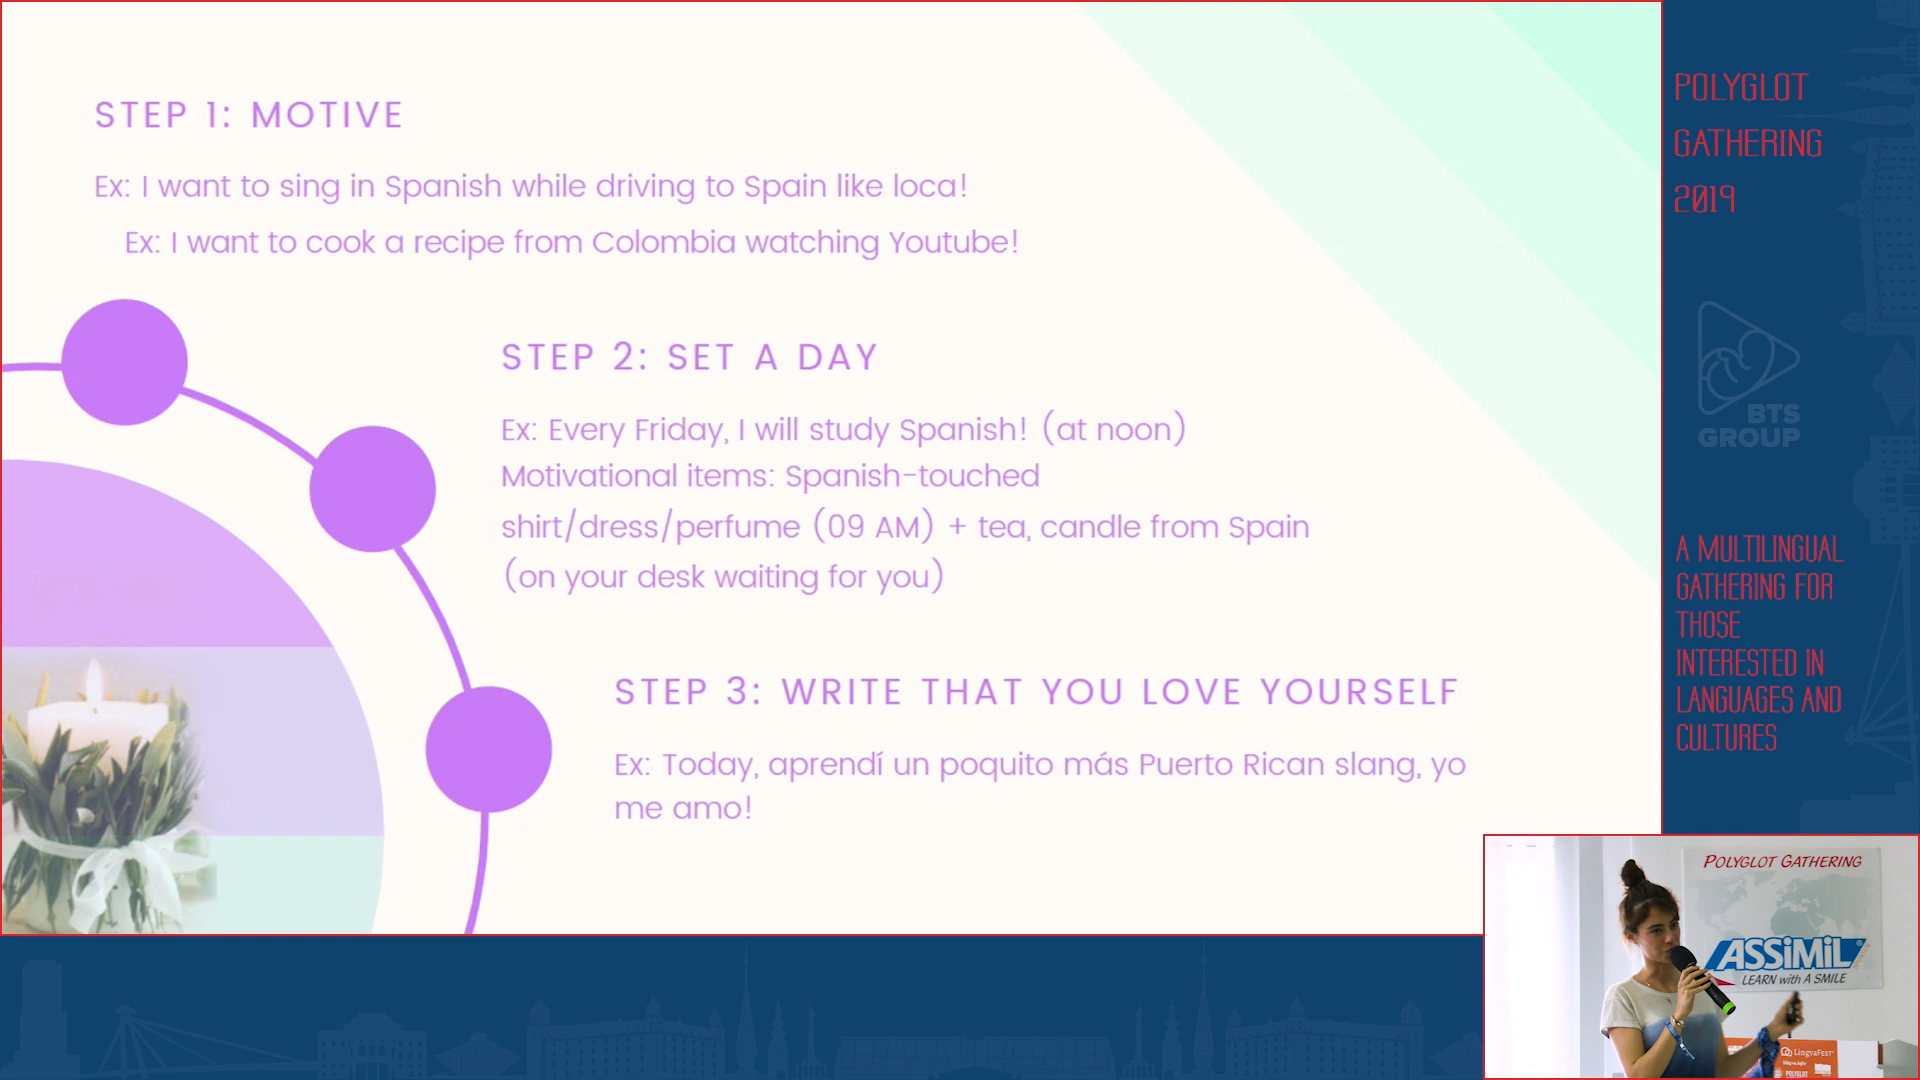 STEP 1: MOTIVE
Ex: I want to sing in Spanish while driving to Spain like loca!
Ex: I want to cook a recipe from Colombia watching Youtube!
STEP 2: SET A DAY
Ex: Every Friday, I will study Spanish! (at noon)
Motivational items: Spanish-touched
shirt/dress/perfume (09 AM) + tea, candle from Spain
(on your desk waiting for you)
STEP 3: WRITE THAT YOU LOVE YOURSELF
Ex: Today, aprendí un poquito más Puerto Rican slang, yo
me amo!
POLYGLOT
GATHERING
2019
BTS
GROUP
A MULTILINGUAL
GATHERING FOR
THOSE
INTERESTED IN
LANGUAGES AND
CULTURES
POLYGLOT GATHERING
ASSiMiL
LEARN with A SMILE
LINGVAFEST
POLYGLOT